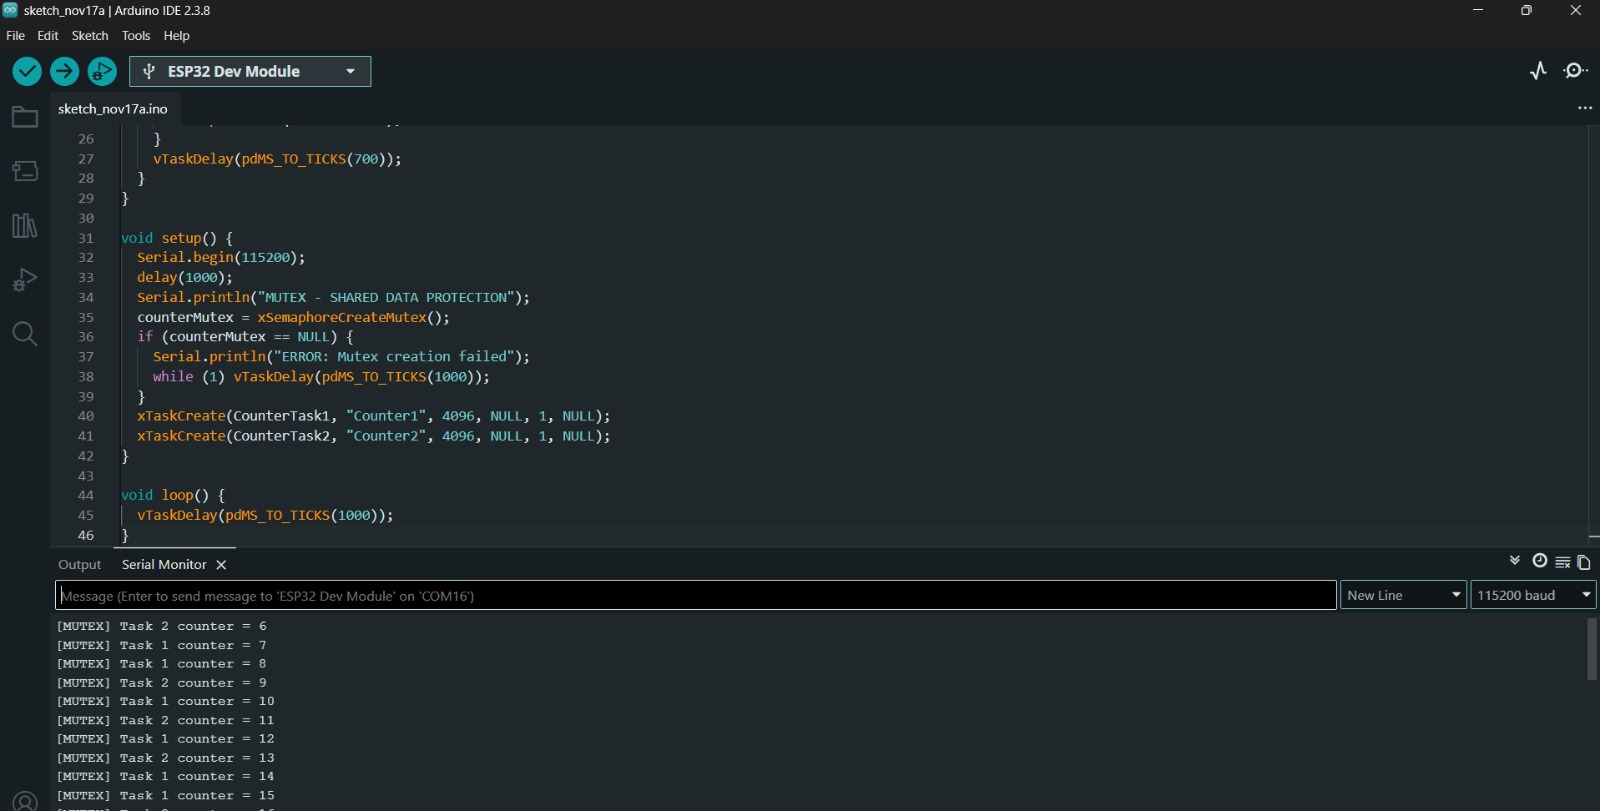 sketch_nov17a | Arduino IDE 2.3.8
File Edit Sketch Tools Help
ESP32 Dev Module
sketch_nov17a.ino
26 }
27 vTaskDelay(pdMS_TO_TICKS(700));
28 }
29 }
30
31 void setup() {
32 Serial.begin(115200);
33 delay(1000);
34 Serial.println("MUTEX - SHARED DATA PROTECTION");
35 counterMutex = xSemaphoreCreateMutex();
36 if (counterMutex == NULL) {
37 Serial.println("ERROR: Mutex creation failed");
38 while (1) vTaskDelay(pdMS_TO_TICKS(1000));
39 }
40 xTaskCreate(CounterTask1, "Counter1", 4096, NULL, 1, NULL);
41 xTaskCreate(CounterTask2, "Counter2", 4096, NULL, 1, NULL);
42 }
43
44 void loop() {
45 vTaskDelay(pdMS_TO_TICKS(1000));
46 }
Output Serial Monitor
Message (Enter to send message to 'ESP32 Dev Module' on 'COM16') New Line 115200 baud
[MUTEX] Task 2 counter = 6
[MUTEX] Task 1 counter = 7
[MUTEX] Task 1 counter = 8
[MUTEX] Task 2 counter = 9
[MUTEX] Task 1 counter = 10
[MUTEX] Task 2 counter = 11
[MUTEX] Task 1 counter = 12
[MUTEX] Task 2 counter = 13
[MUTEX] Task 1 counter = 14
[MUTEX] Task 1 counter = 15